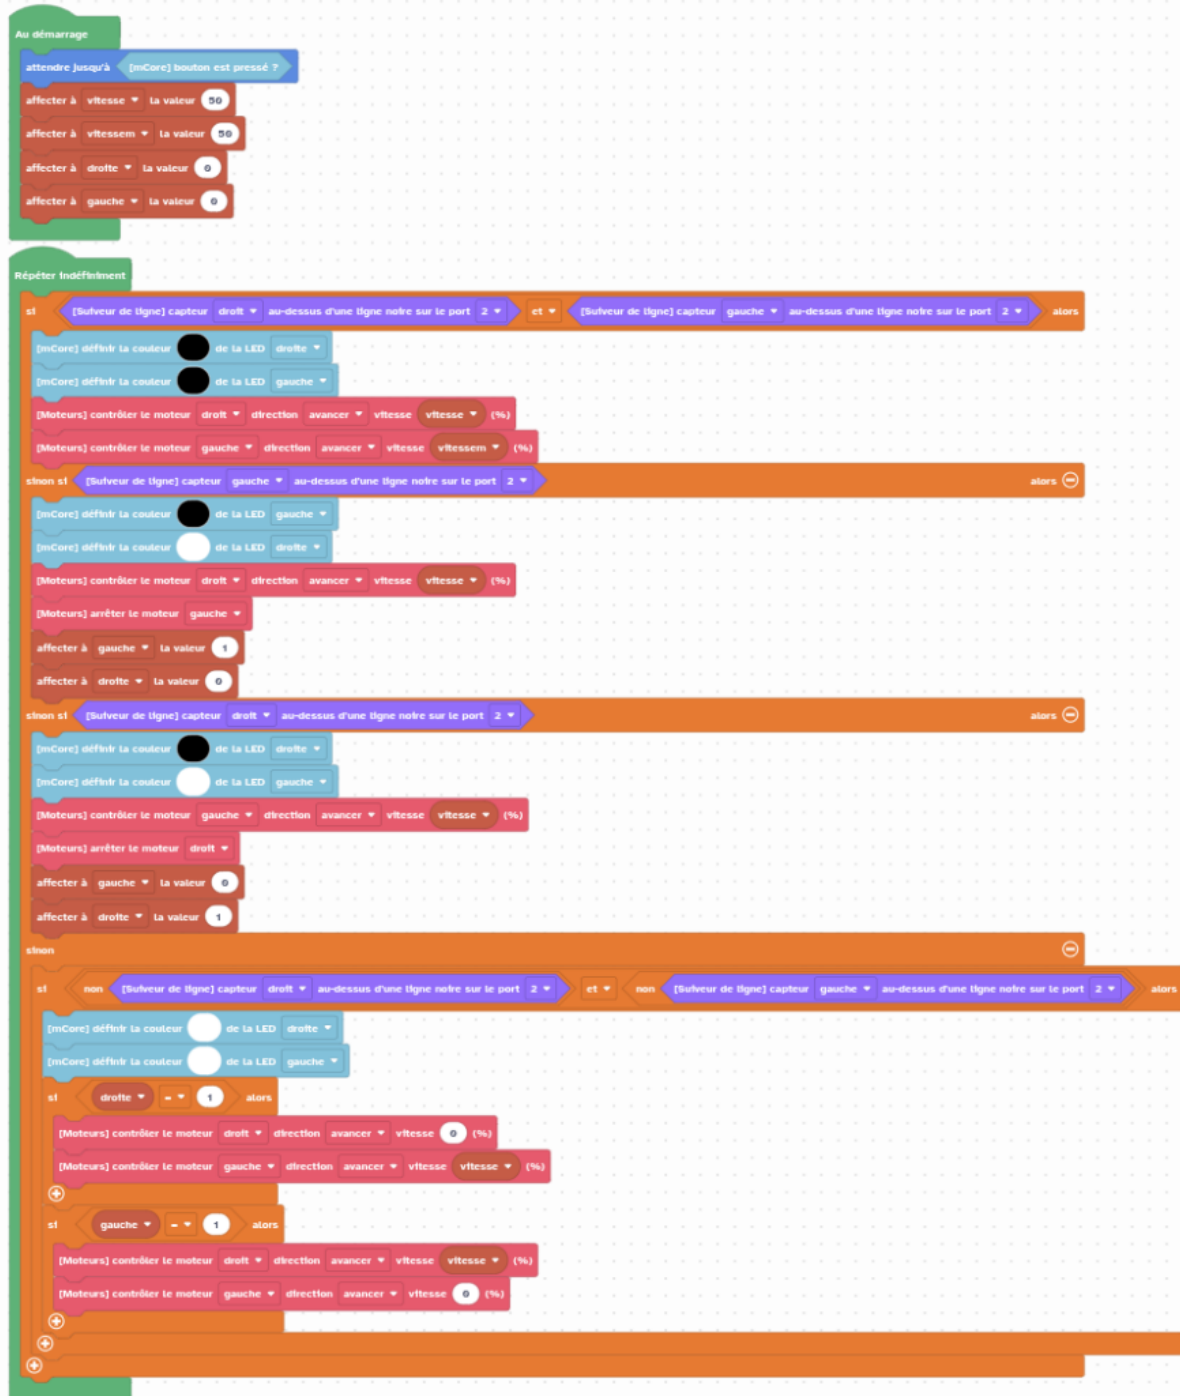 Au démarrage
attendre jusqu'à [mCore] bouton est pressé ?
affecter à vitesse la valeur 50
affecter à vitessem la valeur 50
affecter à droite la valeur 0
affecter à gauche la valeur 0
Répéter indéfiniment
si [Suiveur de ligne] capteur droit au-dessus d'une ligne noire sur le port 2 et [Suiveur de ligne] capteur gauche au-dessus d'une ligne noire sur le port 2 alors
[mCore] définir la couleur de la LED droite
[mCore] définir la couleur de la LED gauche
[Moteurs] contrôler le moteur droit direction avancer vitesse vitesse (%)
[Moteurs] contrôler le moteur gauche direction avancer vitesse vitessem (%)
sinon si [Suiveur de ligne] capteur gauche au-dessus d'une ligne noire sur le port 2 alors
[mCore] définir la couleur de la LED gauche
[mCore] définir la couleur de la LED droite
[Moteurs] contrôler le moteur droit direction avancer vitesse vitesse (%)
[Moteurs] arrêter le moteur gauche
affecter à gauche la valeur 1
affecter à droite la valeur 0
sinon si [Suiveur de ligne] capteur droit au-dessus d'une ligne noire sur le port 2 alors
[mCore] définir la couleur de la LED droite
[mCore] définir la couleur de la LED gauche
[Moteurs] contrôler le moteur gauche direction avancer vitesse vitesse (%)
[Moteurs] arrêter le moteur droit
affecter à gauche la valeur 0
affecter à droite la valeur 1
sinon
si non [Suiveur de ligne] capteur droit au-dessus d'une ligne noire sur le port 2 et non [Suiveur de ligne] capteur gauche au-dessus d'une ligne noire sur le port 2 alors
[mCore] définir la couleur de la LED droite
[mCore] définir la couleur de la LED gauche
si droite = 1 alors
[Moteurs] contrôler le moteur droit direction avancer vitesse 0 (%)
[Moteurs] contrôler le moteur gauche direction avancer vitesse vitesse (%)
si gauche = 1 alors
[Moteurs] contrôler le moteur droit direction avancer vitesse vitesse (%)
[Moteurs] contrôler le moteur gauche direction avancer vitesse 0 (%)